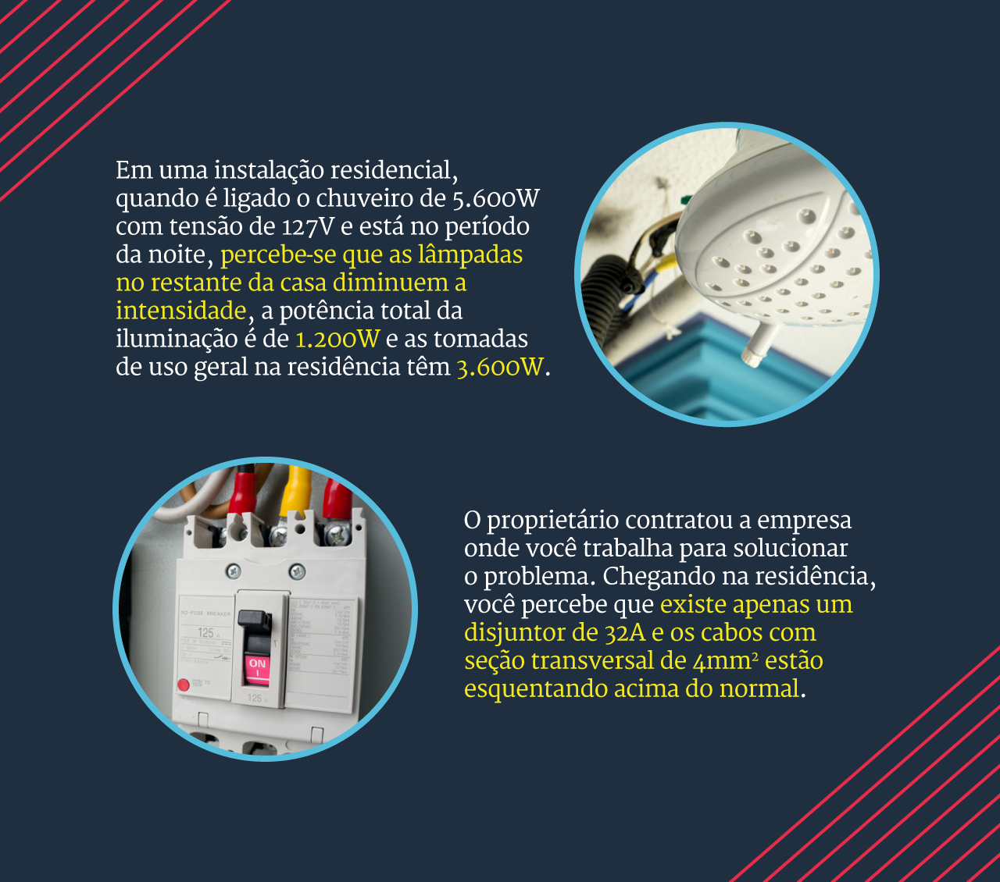 Em uma instalação residencial,
quando é ligado o chuveiro de 5.600W
com tensão de 127V e está no período
da noite, percebe-se que as lâmpadas
no restante da casa diminuem a
intensidade, a potência total da
iluminação é de 1.200W e as tomadas
de uso geral na residência têm 3.600W.
NO-FUSE BREAKER
125 A
ON
I
PUSH TO
125 A
O proprietário contratou a empresa
onde você trabalha para solucionar
o problema. Chegando na residência,
você percebe que existe apenas um
disjuntor de 32A e os cabos com
seção transversal de 4mm² estão
esquentando acima do normal.